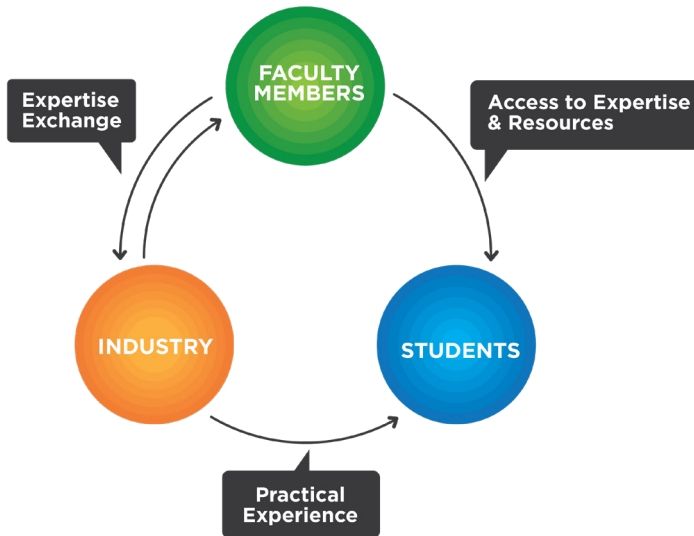 FACULTY
MEMBERS
Expertise
Exchange
Access to Expertise
& Resources
INDUSTRY
STUDENTS
Practical
Experience